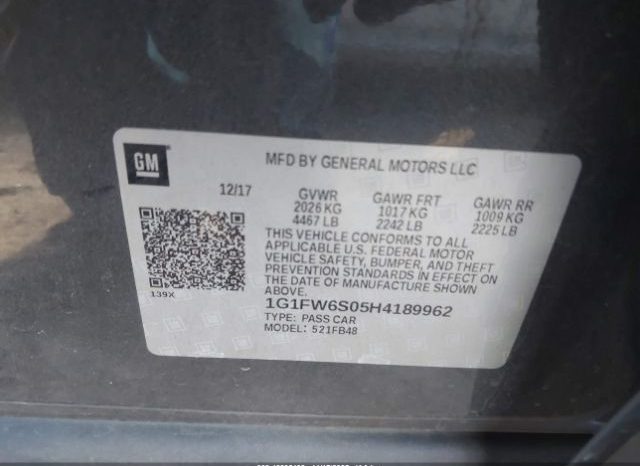 GM
MFD BY GENERAL MOTORS LLC
12/17 GVWR GAWR FRT GAWR RR
2026 KG 1017 KG 1009 KG
4467 LB 2242 LB 2225 LB
THIS VEHICLE CONFORMS TO ALL
APPLICABLE U.S. FEDERAL MOTOR
VEHICLE SAFETY, BUMPER, AND THEFT
PREVENTION STANDARDS IN EFFECT ON
THE DATE OF MANUFACTURE SHOWN
ABOVE.
139X
1G1FW6S05H4189962
TYPE: PASS CAR
MODEL: 521FB48